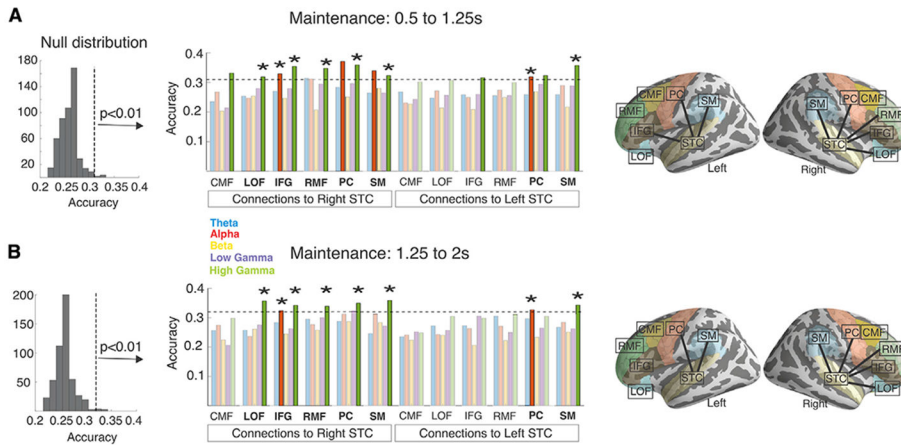 A
Maintenance: 0.5 to 1.25s
Null distribution
180
140
100
60
20
p<0.01
0.2 0.25 0.3 0.35 0.4
Accuracy
Accuracy
0.4
0.3
0.2
0.1
* * * * * * * *
CMF LOF IFG RMF PC SM CMF LOF IFG RMF PC SM
Connections to Right STC Connections to Left STC
RMF CMF PC SM IFG STC LOF
Left
SM PC CMF RMF IFG STC LOF
Right
Theta
Alpha
Beta
Low Gamma
High Gamma
B
Maintenance: 1.25 to 2s
200
150
100
50
p<0.01
0.2 0.25 0.3 0.35 0.4
Accuracy
Accuracy
0.4
0.3
0.2
0.1
* * * * * * * *
CMF LOF IFG RMF PC SM CMF LOF IFG RMF PC SM
Connections to Right STC Connections to Left STC
RMF CMF PC SM IFG STC LOF
Left
SM PC CMF RMF IFG STC LOF
Right